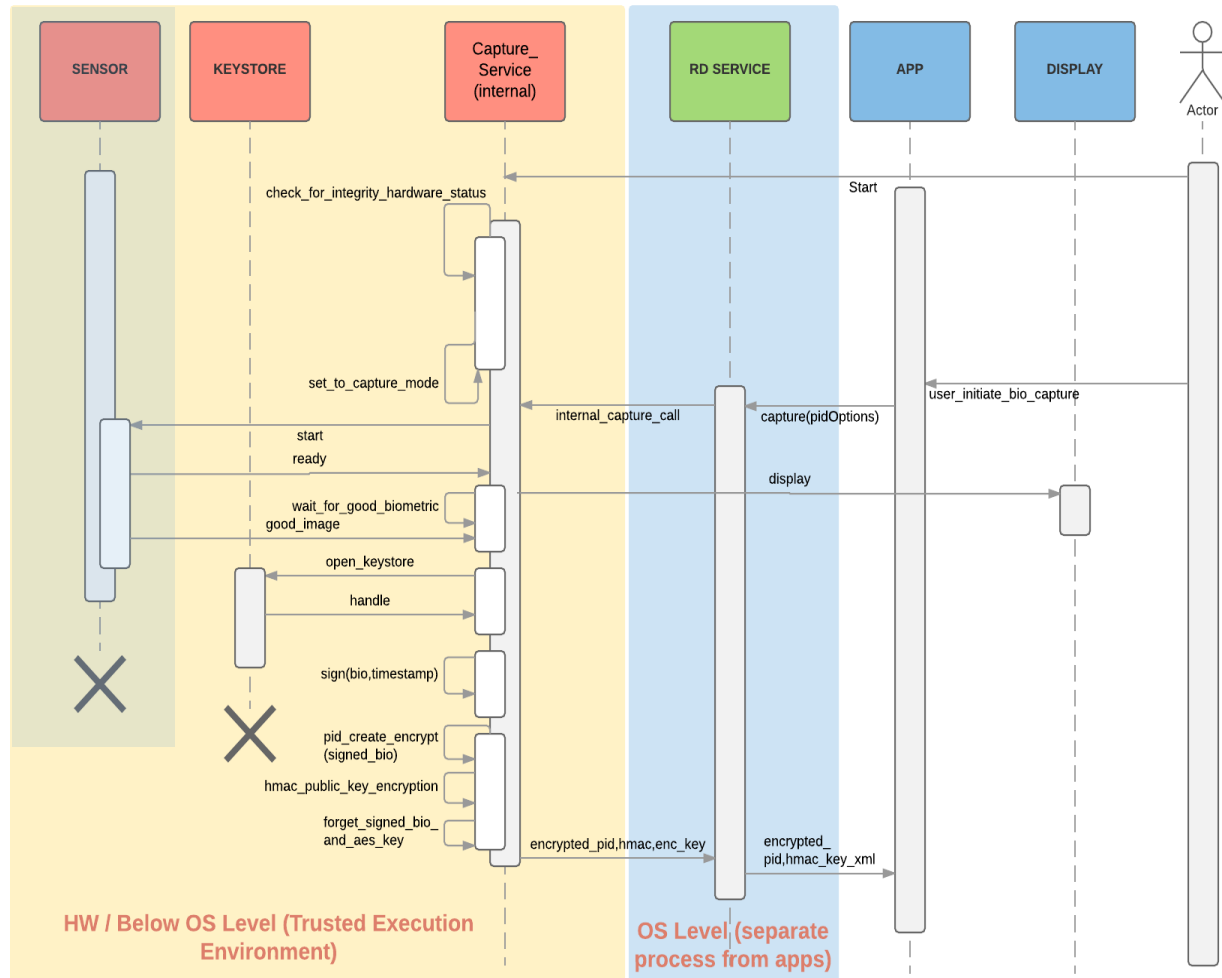 SENSOR
KEYSTORE
Capture_
Service
(internal)
RD SERVICE
APP
DISPLAY
Actor
Start
check_for_integrity_hardware_status
set_to_capture_mode
user_initiate_bio_capture
internal_capture_call
capture(pidOptions)
start
ready
display
wait_for_good_biometric
good_image
open_keystore
handle
sign(bio,timestamp)
pid_create_encrypt
(signed_bio)
hmac_public_key_encryption
forget_signed_bio_
and_aes_key
encrypted_pid,hmac,enc_key
encrypted_
pid,hmac_key_xml
HW / Below OS Level (Trusted Execution
Environment)
OS Level (separate
process from apps)